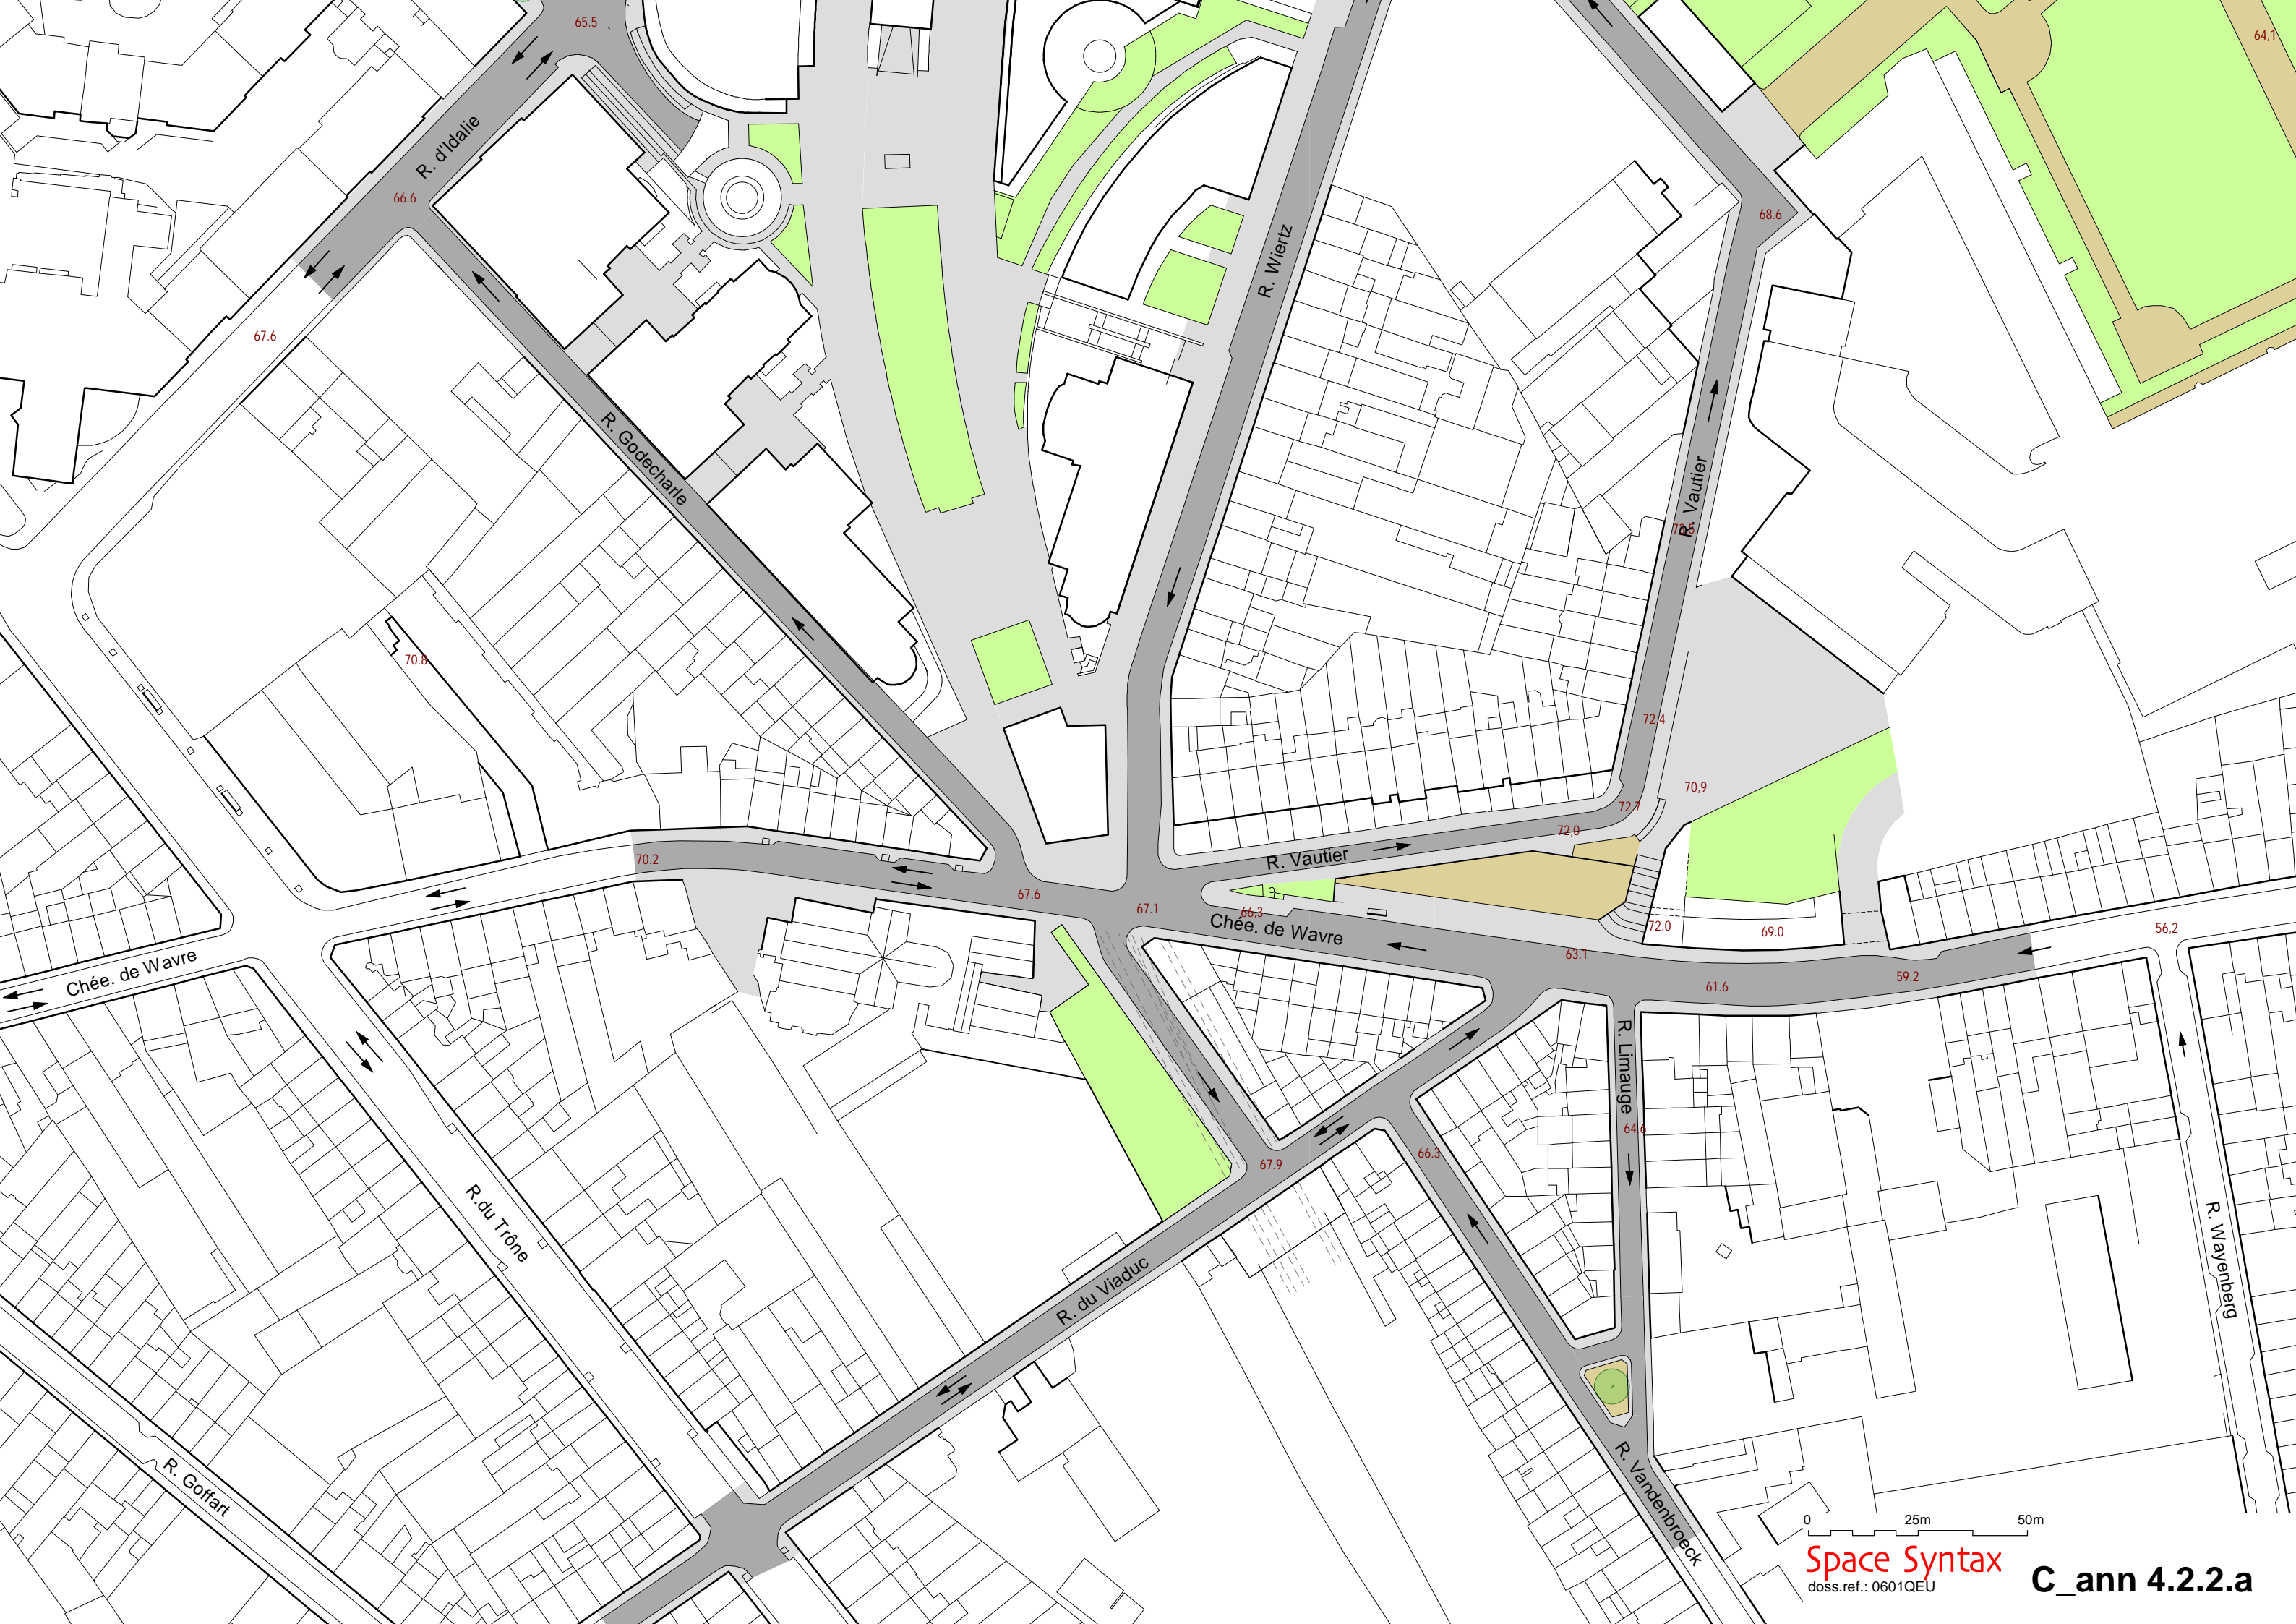 65.5
64,1
R. d'Idalie
66.6
68.6
R. Wiertz
67.6
R. Godecharle
R. Vautier
70.8
72.4
70,9
72.7
72,0
70.2
R. Vautier
67.6
67.1
66,3
Chée. de Wavre
72.0
69.0
56,2
63.1
59.2
61.6
Chée. de Wavre
R. Limauge
64.6
66.3
67.9
R.du Trône
R. Wayenberg
R. du Viaduc
R. Goffart
R. Vandenbroeck
0 25m 50m
Space Syntax
doss.ref.: 0601QEU
C_ann 4.2.2.a